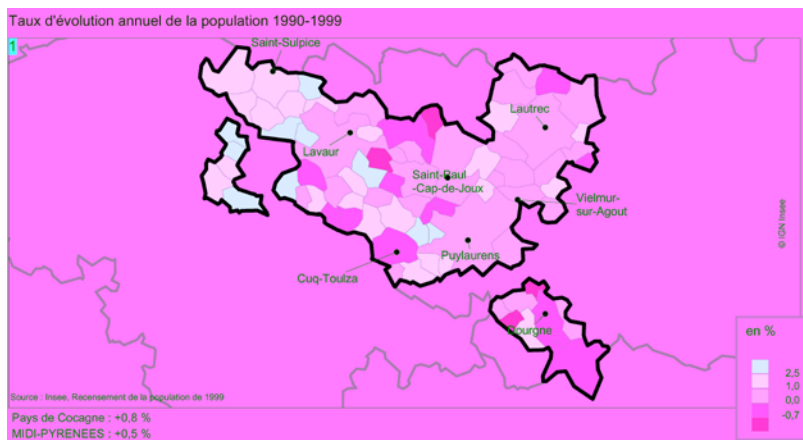 Taux d'évolution annuel de la population 1990-1999
1
Saint-Sulpice
Lautrec
Lavaur
Saint-Paul
-Cap-de-Joux
Vielmur-
sur-Agout
Puylaurens
Cuq-Toulza
Dourgne
© IGN Insee
en %
2,5
1,0
0,0
-0,7
Source : Insee, Recensement de la population de 1999
Pays de Cocagne : +0,8 %
MIDI-PYRENEES : +0,5 %